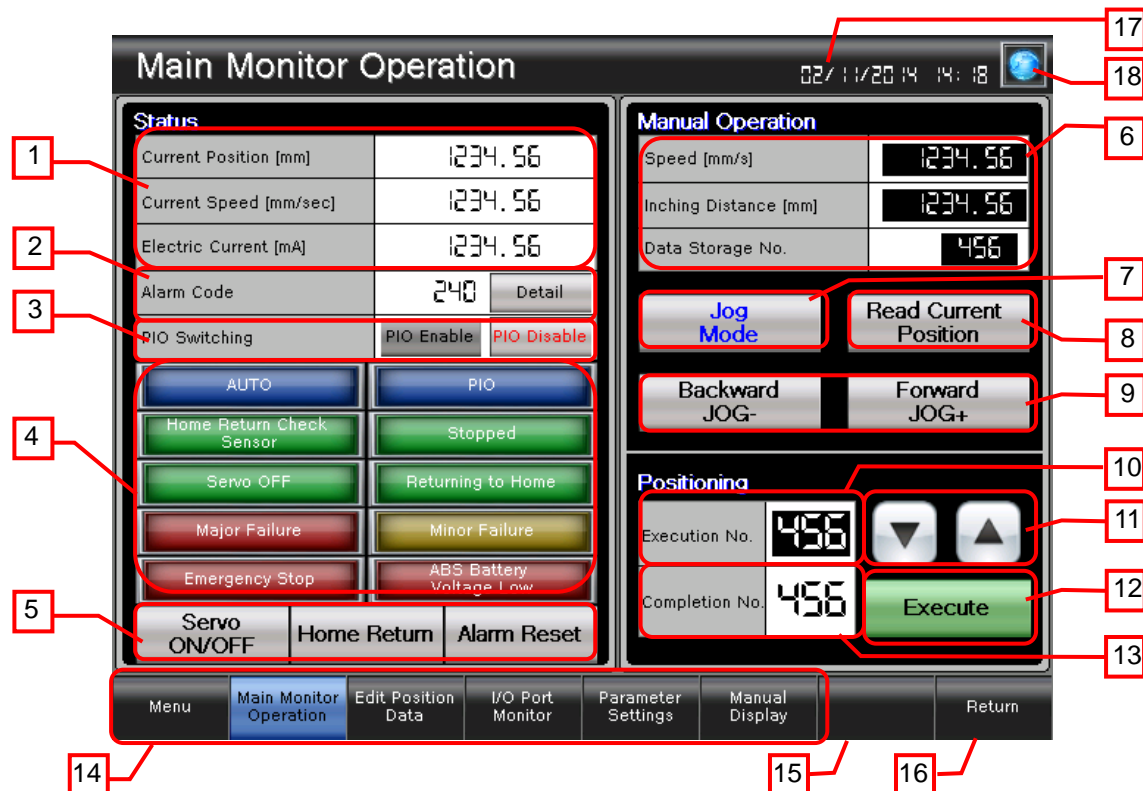 17
Main Monitor Operation
02/11/2014 14:18
18
Status
Manual Operation
1
Current Position [mm] 1234.56
Speed [mm/s] 1234.56
6
Current Speed [mm/sec] 1234.56
Inching Distance [mm] 1234.56
2
Electric Current [mA] 1234.56
Data Storage No. 456
Alarm Code 240 Detail
7
3
PIO Switching PIO Enable PIO Disable
Jog
Mode
Read Current
Position
8
AUTO PIO
Backward
JOG-
Forward
JOG+
9
4
Home Return Check
Sensor
Stopped
Servo OFF Returning to Home
Positioning
10
Major Failure Minor Failure
Execution No. 456
11
Emergency Stop
ABS Battery
Voltage Low
Completion No. 456
Execute
12
5
Servo
ON/OFF
Home Return
Alarm Reset
13
Menu
Main Monitor
Operation
Edit Position
Data
I/O Port
Monitor
Parameter
Settings
Manual
Display
Return
14
15
16